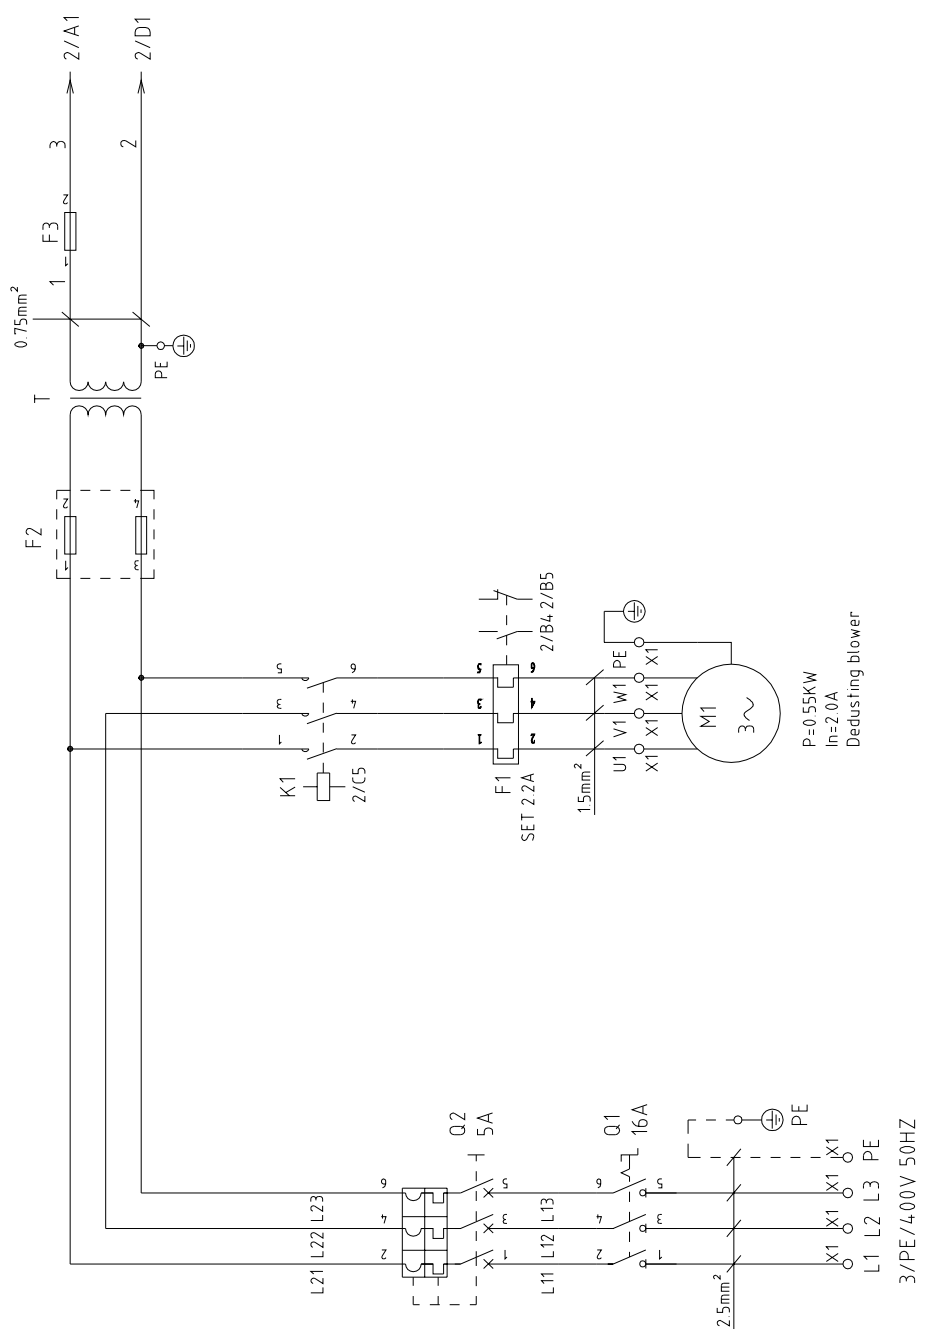 2/A1
2/D1
3
2
2
F3
1
1
0.75mm²
PE
T
F2
2
4
1
3
2/B4 2/B5
5
6
5
6
3
4
3
4
1
2
1
2
K1
2/C5
F1
SET 2.2A
1.5mm²
U1 V1 W1 PE
X1 X1 X1 X1
M1
3~
P=0.55KW
In=2.0A
Dedusting blower
Q2
5A
Q1
16A
PE
L21 L22 L23
2 4 6
1 3 5
L11 L12 L13
2 4 6
1 3 5
2.5mm²
X1 X1 X1 X1
L1 L2 L3 PE
3/PE/400V 50HZ